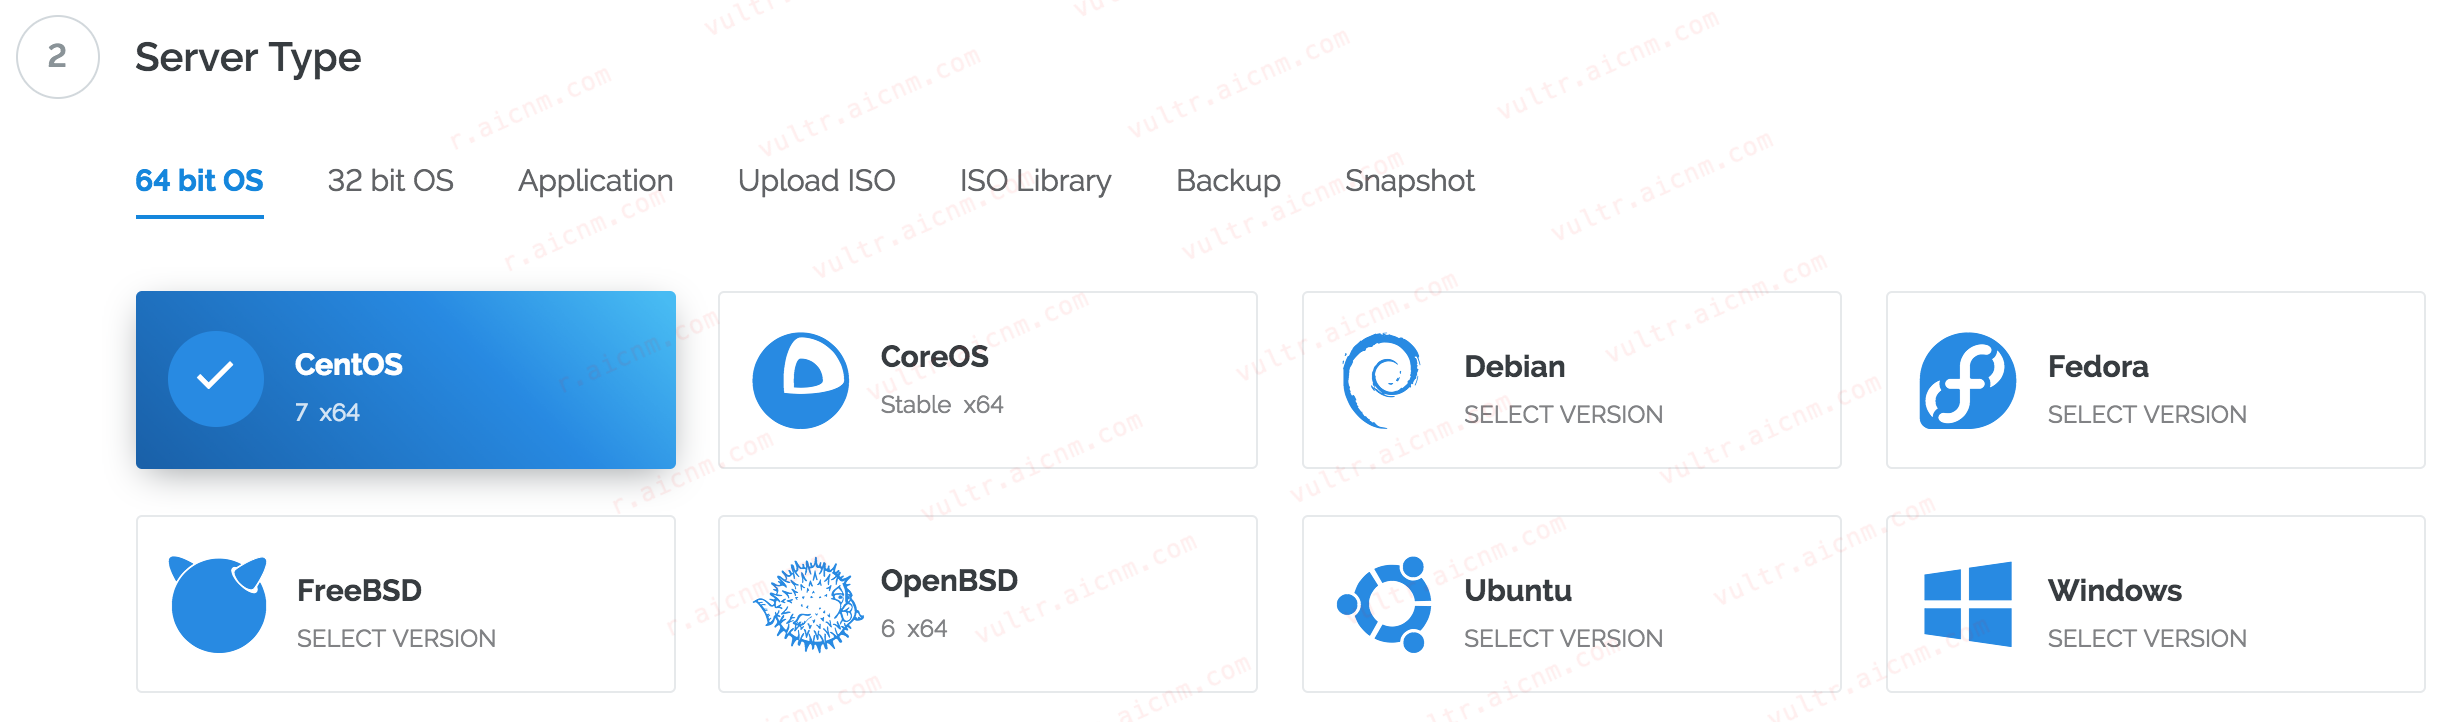 2 Server Type
64 bit OS 32 bit OS Application Upload ISO ISO Library Backup Snapshot
CentOS
7 x64
CoreOS
Stable x64
Debian
SELECT VERSION
Fedora
SELECT VERSION
FreeBSD
SELECT VERSION
OpenBSD
6 x64
Ubuntu
SELECT VERSION
Windows
SELECT VERSION
vultr.aicnm.com